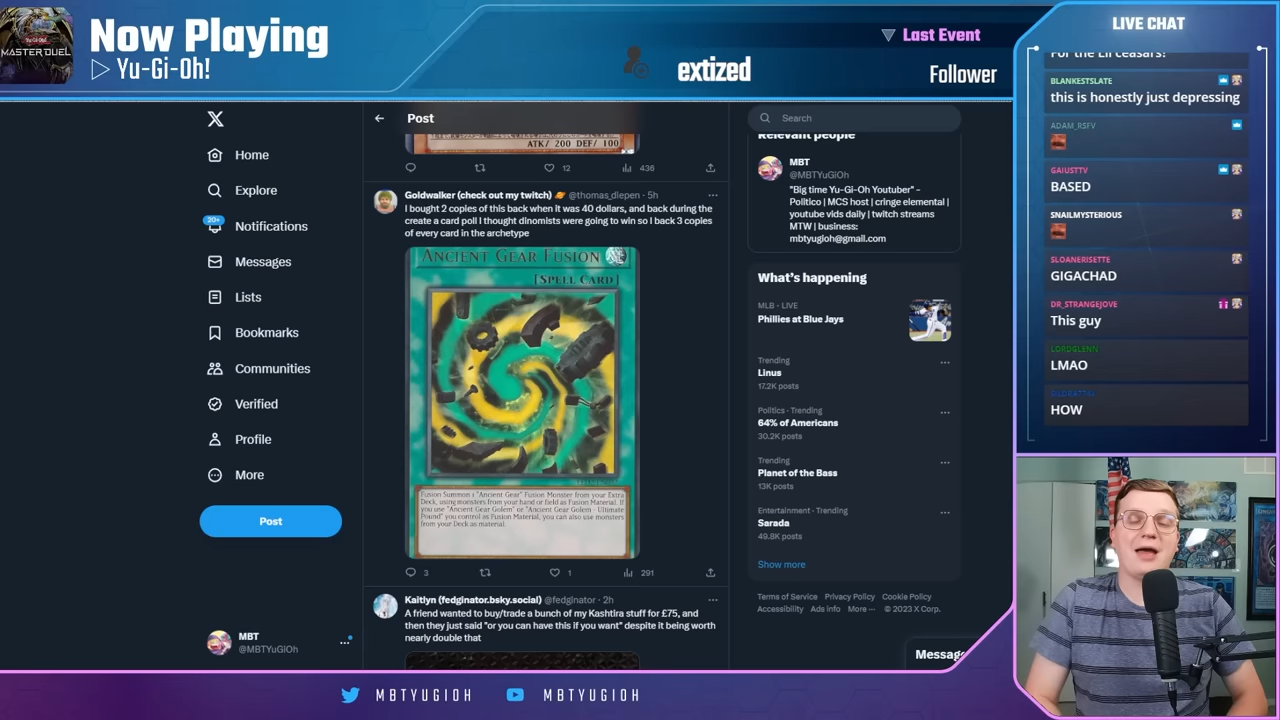 YU-GI-OH!
MASTER DUEL
Now Playing
Yu-Gi-Oh!
Last Event
extized
Follower
LIVE CHAT
BLANKESTSLATE
this is honestly just depressing
ADAM_RSFV
GAIUSTTV
BASED
SNAILMYSTERIOUS
SLOANERISETTE
GIGACHAD
DR_STRANGEJOVE
This guy
LORDGLENN
LMAO
HOW
Home
Explore
20+
Notifications
Messages
Lists
Bookmarks
Communities
Verified
Profile
More
Post
MBT
@MBTYuGiOh
Post
ATK/ 200 DEF/ 100
12
436
Goldwalker (check out my twitch) 🪐 @thomas_dlepen · 5h
I bought 2 copies of this back when it was 40 dollars, and back during the
create a card poll I thought dinomists were going to win so I back 3 copies
of every card in the archetype
ANCIENT GEAR FUSION
[SPELL CARD]
Fusion Summon 1 "Ancient Gear" Fusion Monster from your Extra
Deck, using monsters from your hand or field as Fusion Material. If
you use "Ancient Gear Golem" or "Ancient Gear Golem - Ultimate
Pound" you control as Fusion Material, you can also use monsters
from your Deck as material.
3
1
291
Kaitlyn (fedginator.bsky.social) @fedginator · 2h
A friend wanted to buy/trade a bunch of my Kashtira stuff for £75, and
then they just said "or you can have this if you want" despite it being worth
nearly double that
Search
Relevant people
MBT
@MBTYuGiOh
"Big time Yu-Gi-Oh Youtuber" -
Politico | MCS host | cringe elemental |
youtube vids daily | twitch streams
MTW | business:
mbtyugioh@gmail.com
What's happening
MLB · LIVE
Phillies at Blue Jays
Trending
Linus
17.2K posts
Politics · Trending
64% of Americans
30.2K posts
Trending
Planet of the Bass
13K posts
Entertainment · Trending
Sarada
49.8K posts
Show more
Terms of Service Privacy Policy Cookie Policy
Accessibility Ads info More ··· © 2023 X Corp.
MBTYUGIOH
MBTYUGIOH